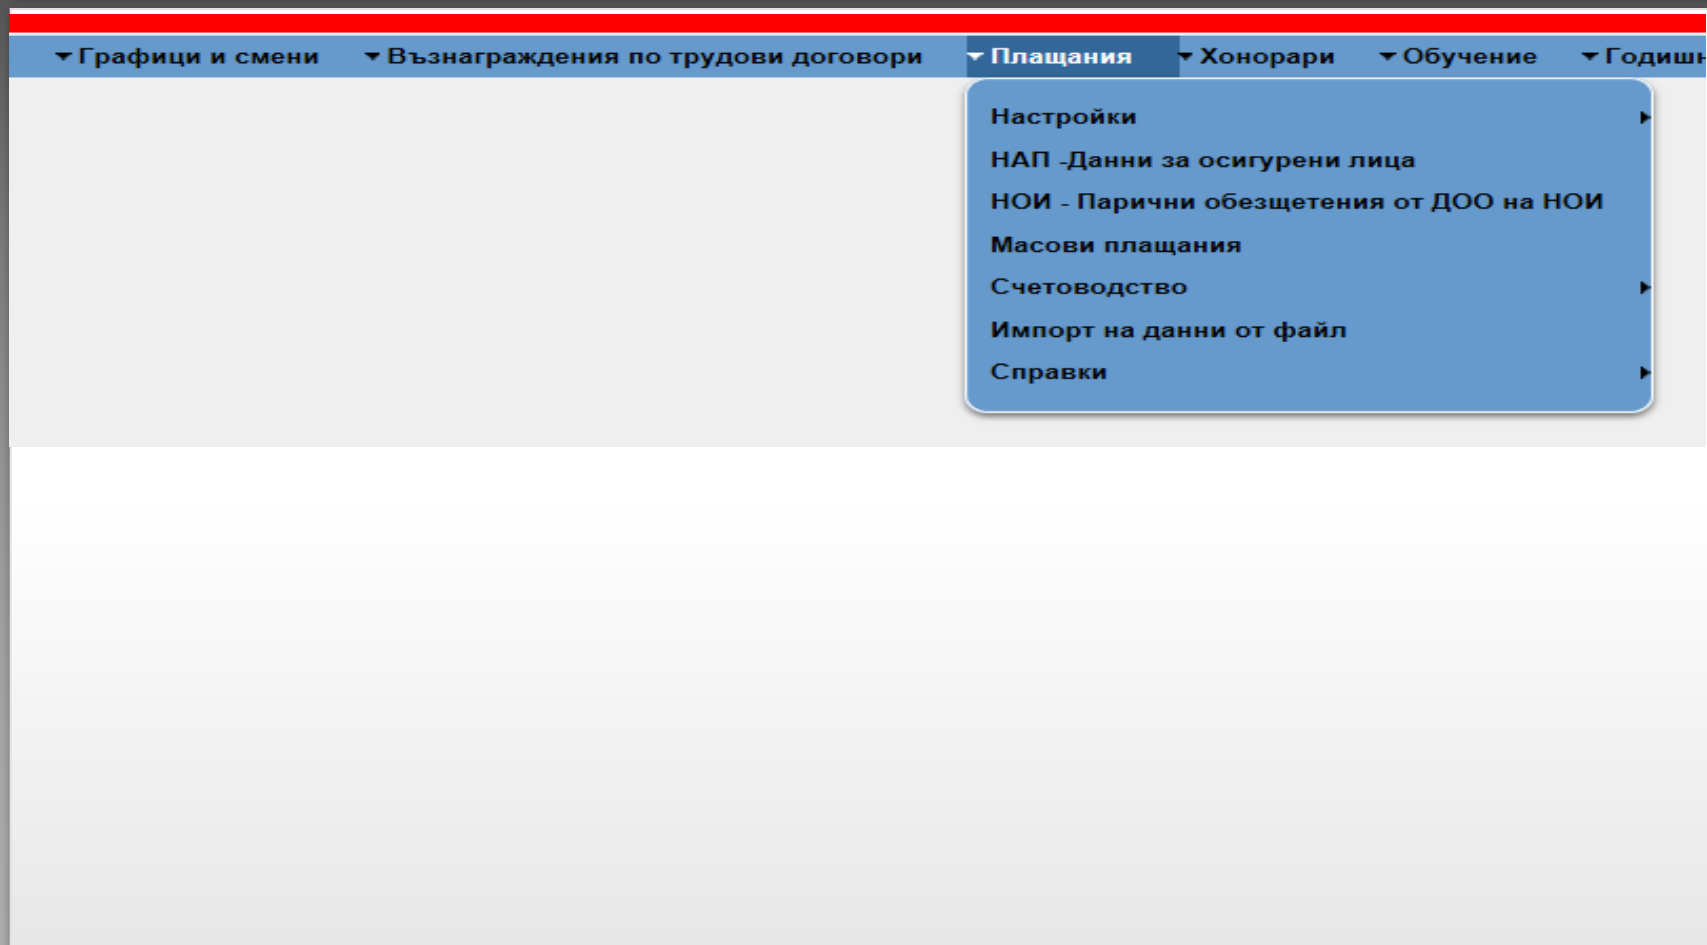 Графици и смени Възнаграждения по трудови договори Плащания Хонорари Обучение Годишн
Настройки
НАП -Данни за осигурени лица
НОИ - Парични обезщетения от ДОО на НОИ
Масови плащания
Счетоводство
Импорт на данни от файл
Справки